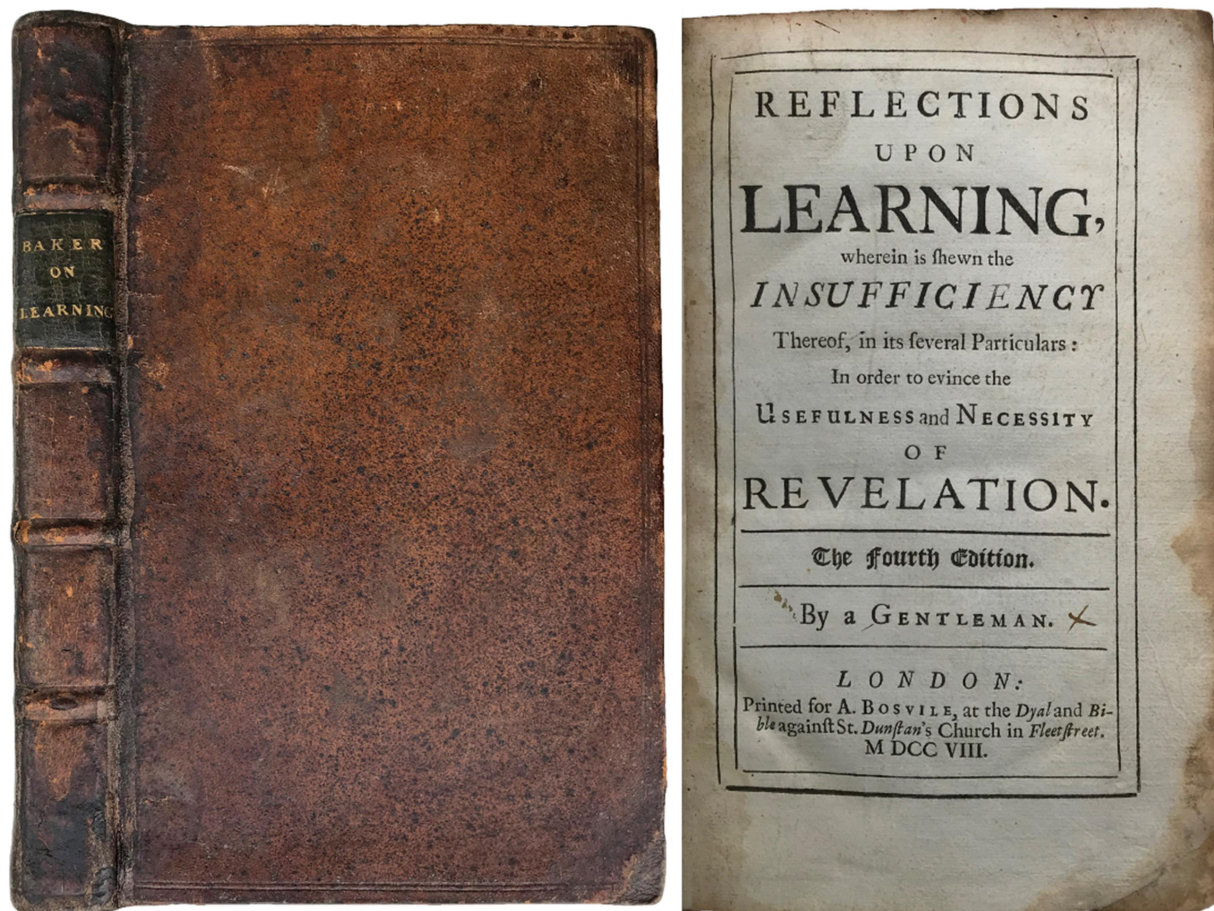 BAKER
ON
LEARNING
REFLECTIONS
UPON
LEARNING,
wherein is ſhewn the
INSUFFICIENCY
Thereof, in its ſeveral Particulars:
In order to evince the
USEFULNESS and NECESSITY
OF
REVELATION.
The Fourth Edition.
By a GENTLEMAN.
LONDON:
Printed for A. BOSVILE, at the Dyal and Bi-
ble againſt St. Dunſtan's Church in Fleetſtreet.
M DCC VIII.